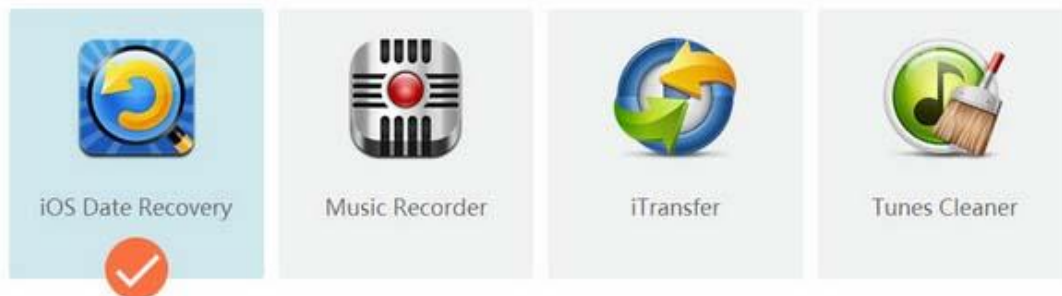 iOS Date Recovery
Music Recorder
iTransfer
Tunes Cleaner